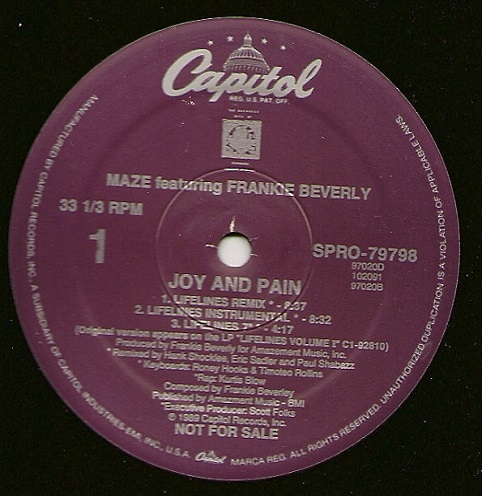 Capitol
REG. U.S. PAT. OFF.
MAZE featuring FRANKIE BEVERLY
33 1/3 RPM
1
SPRO-79798
97020D
102091
97020B
JOY AND PAIN
1. LIFELINES REMIX * - 8:37
2. LIFELINES INSTRUMENTAL * - 8:32
3. LIFELINES 7" - 4:17
(Original version appears on the LP "LIFELINES VOLUME I" C1-92810)
Produced by Frankie Beverly for Amazement Music, Inc.
*Remixed by Hank Shocklee, Eric Sadler and Paul Shabazz
*Keyboards: Roney Hooks & Timoteo Rollins
*Rap: Kurtis Blow
Composed by Frankie Beverley
Published by Amazment Music - BMI
*Executive Producer: Scott Folks
© 1989 Capitol Records, Inc.
NOT FOR SALE
MANUFACTURED BY CAPITOL RECORDS, INC. A SUBSIDIARY OF CAPITOL INDUSTRIES-EMI, INC., U.S.A. Capitol MARCA REG. ALL RIGHTS RESERVED. UNAUTHORIZED DUPLICATION IS A VIOLATION OF APPLICABLE LAWS.